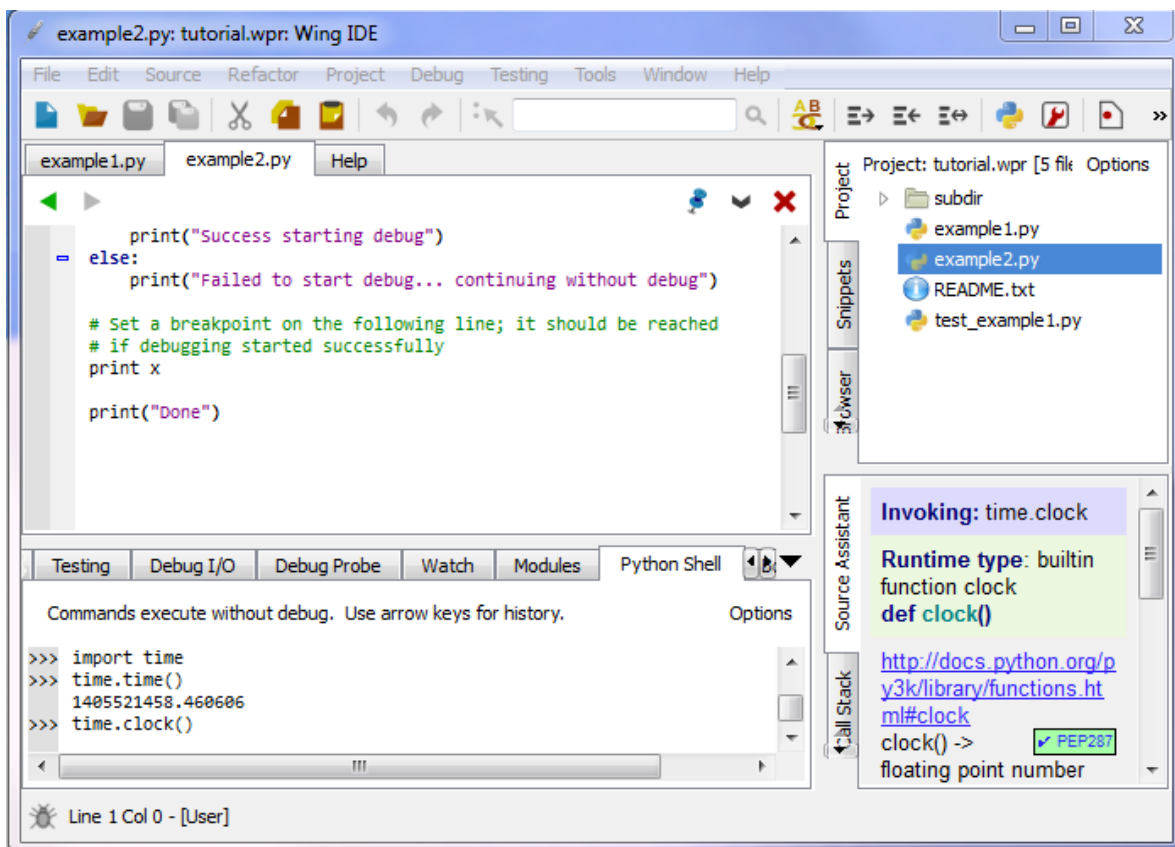 example2.py: tutorial.wpr: Wing IDE
File Edit Source Refactor Project Debug Testing Tools Window Help
AB
example1.py example2.py Help
print("Success starting debug")
else:
print("Failed to start debug... continuing without debug")
# Set a breakpoint on the following line; it should be reached
# if debugging started successfully
print x
print("Done")
Project
Snippets
Project: tutorial.wpr [5 file Options
subdir
example1.py
example2.py
README.txt
test_example1.py
Testing Debug I/O Debug Probe Watch Modules Python Shell
Commands execute without debug. Use arrow keys for history. Options
>>> import time
>>> time.time()
1405521458.460606
>>> time.clock()
Source Assistant
Call Stack
Invoking: time.clock
Runtime type: builtin
function clock
def clock()
http://docs.python.org/p
y3k/library/functions.ht
ml#clock
clock() -> ✔ PEP287
floating point number
Line 1 Col 0 - [User]